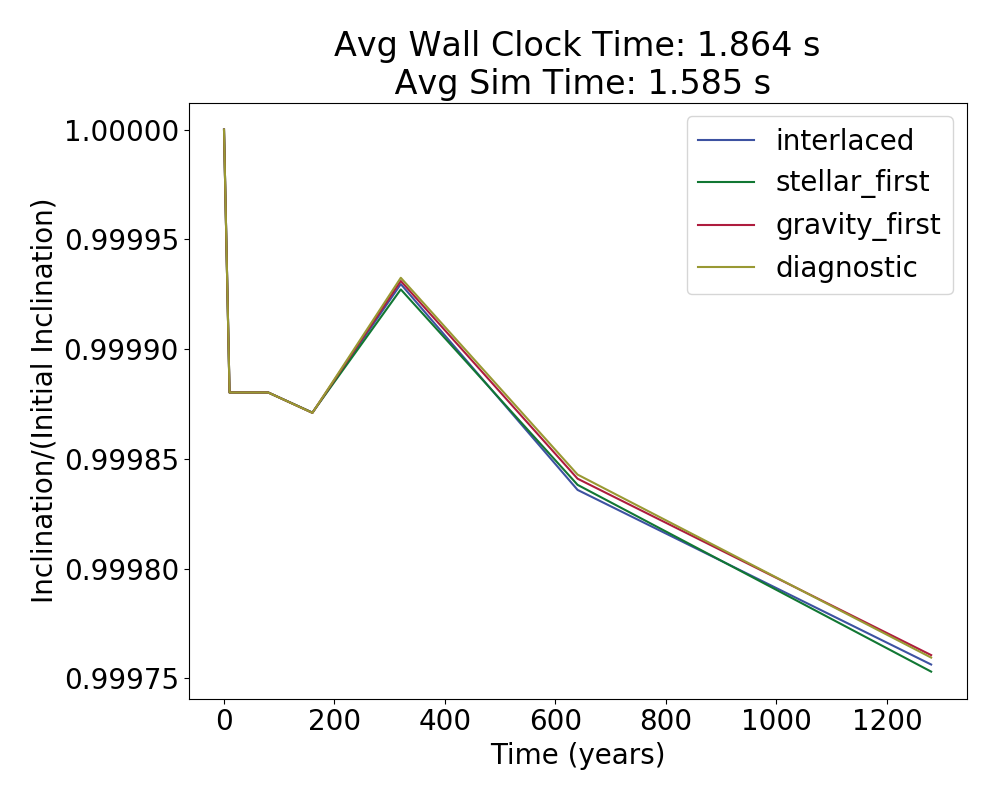 Avg Wall Clock Time: 1.864 s
Avg Sim Time: 1.585 s
interlaced
stellar_first
gravity_first
diagnostic
Inclination/(Initial Inclination)
1.00000
0.99995
0.99990
0.99985
0.99980
0.99975
0 200 400 600 800 1000 1200
Time (years)